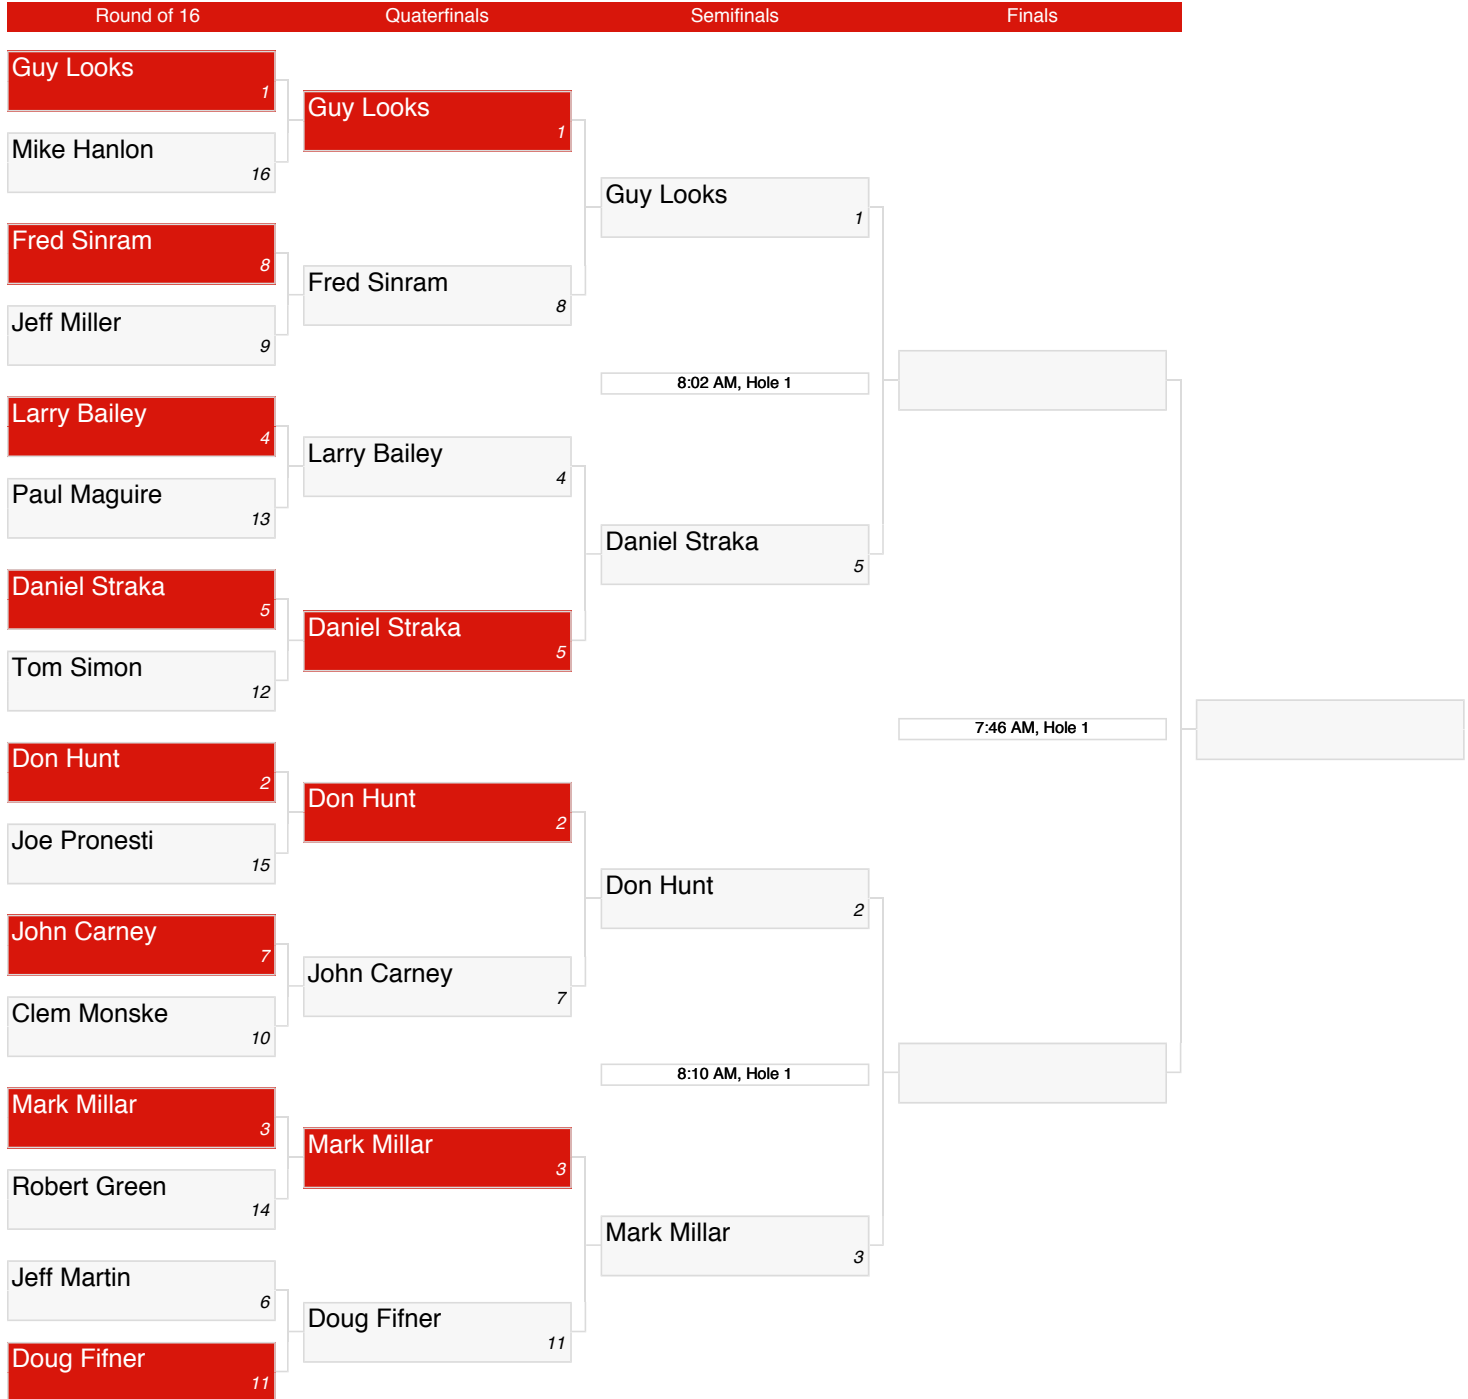 Round of 16
Quaterfinals
Semifinals
Finals
Guy Looks
1
Mike Hanlon
16
Fred Sinram
8
Jeff Miller
9
Larry Bailey
4
Paul Maguire
13
Daniel Straka
5
Tom Simon
12
Don Hunt
2
Joe Pronesti
15
John Carney
7
Clem Monske
10
Mark Millar
3
Robert Green
14
Jeff Martin
6
Doug Fifner
11
Guy Looks
1
Fred Sinram
8
Larry Bailey
4
Daniel Straka
5
Don Hunt
2
John Carney
7
Mark Millar
3
Doug Fifner
11
Guy Looks
1
8:02 AM, Hole 1
Daniel Straka
5
Don Hunt
2
8:10 AM, Hole 1
Mark Millar
3
7:46 AM, Hole 1